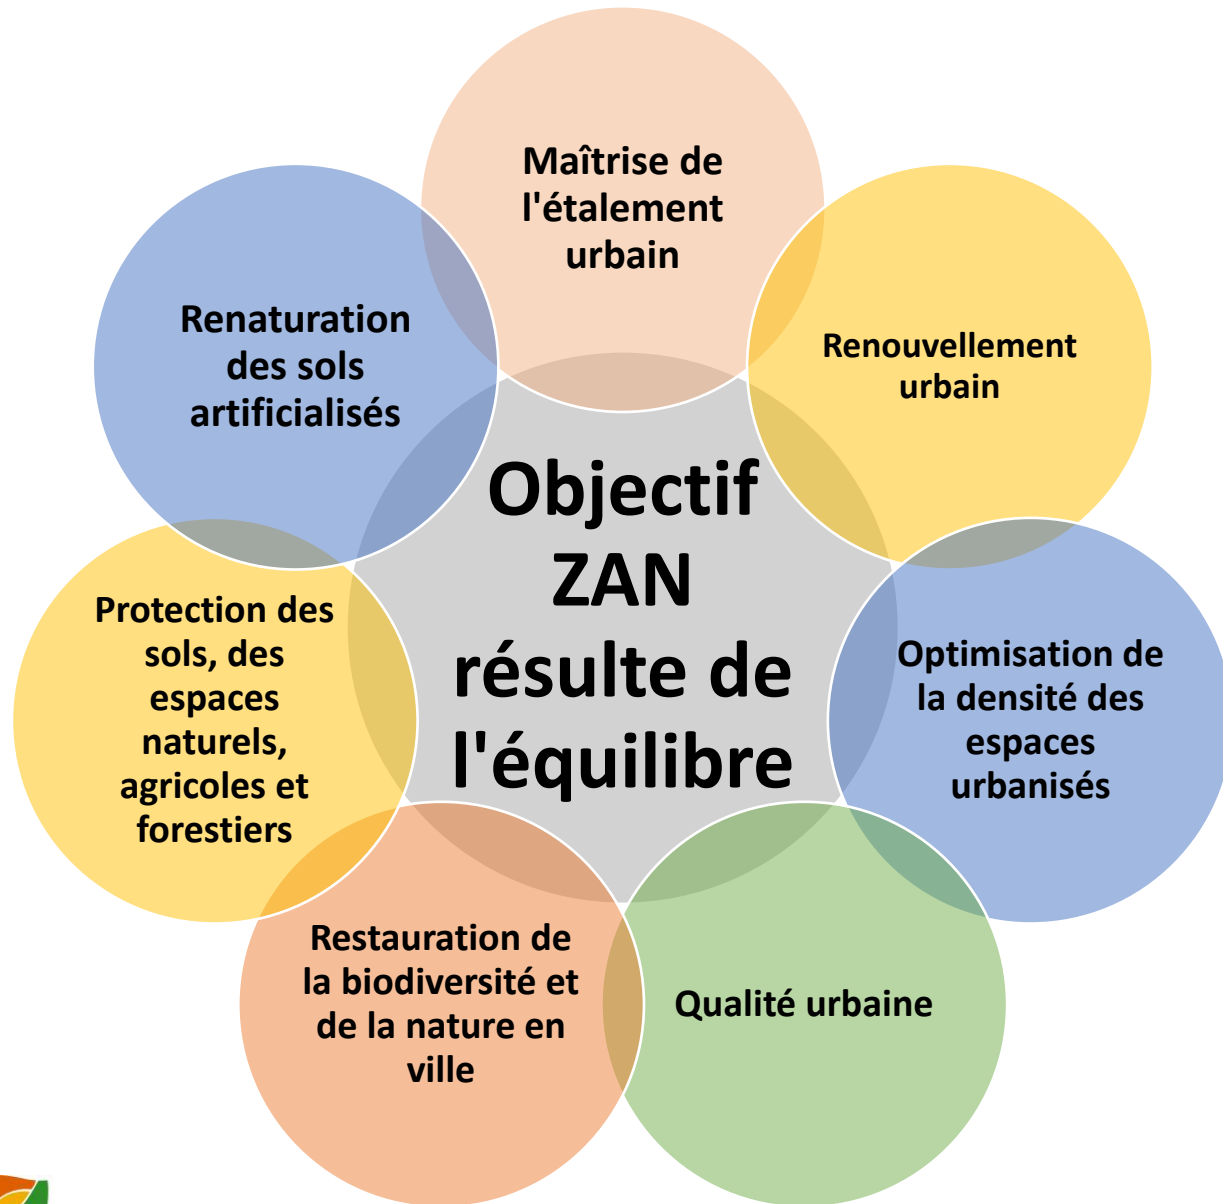 Maîtrise de
l'étalement
urbain
Renouvellement
urbain
Optimisation de
la densité des
espaces
urbanisés
Qualité urbaine
Restauration de
la biodiversité et
de la nature en
ville
Protection des
sols, des
espaces
naturels,
agricoles et
forestiers
Renaturation
des sols
artificialisés
Objectif
ZAN
résulte de
l'équilibre